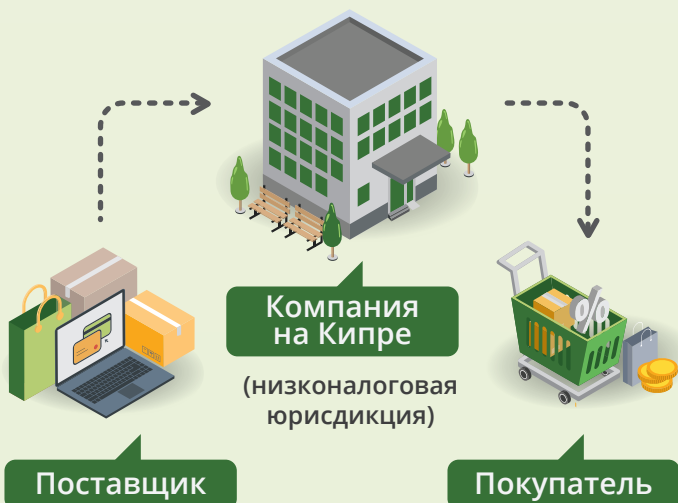 Компания
на Кипре
(низконалоговая
юрисдикция)
Поставщик
Покупатель
%